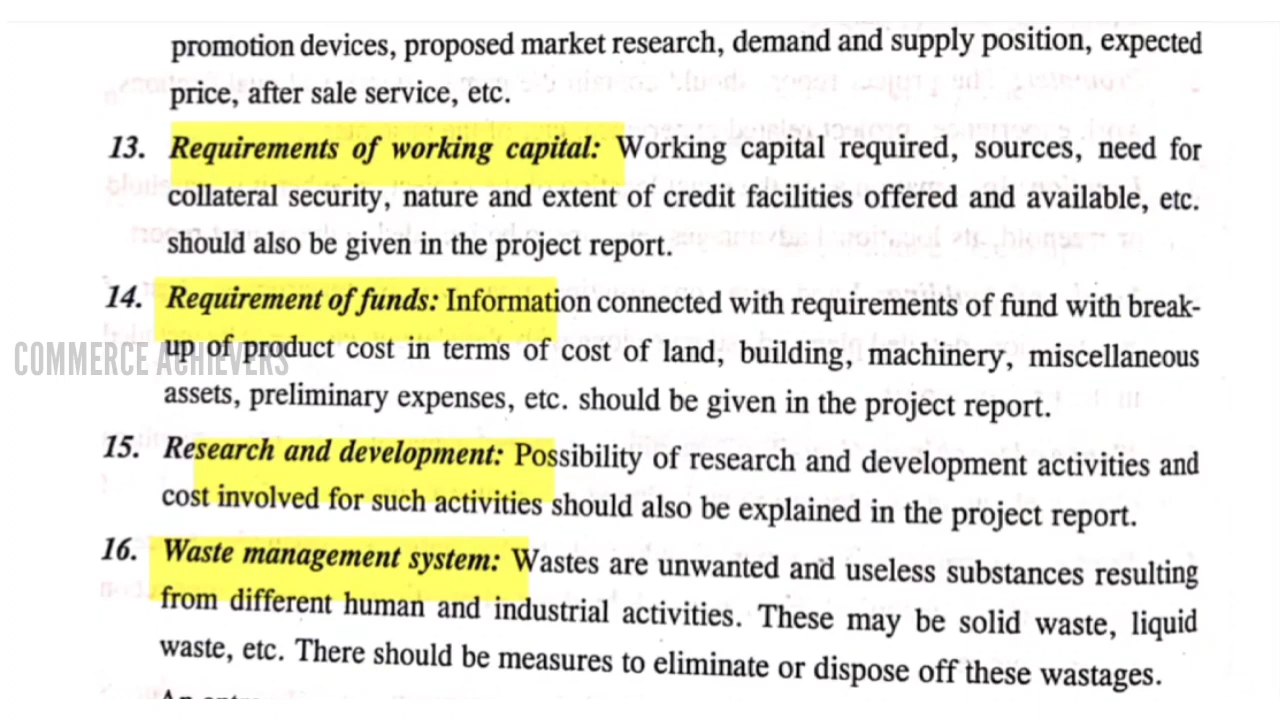 promotion devices, proposed market research, demand and supply position, expected
price, after sale service, etc.
13. Requirements of working capital: Working capital required, sources, need for
collateral security, nature and extent of credit facilities offered and available, etc.
should also be given in the project report.
14. Requirement of funds: Information connected with requirements of fund with break-
up of product cost in terms of cost of land, building, machinery, miscellaneous
COMMERCE ACHIEVERS
assets, preliminary expenses, etc. should be given in the project report.
15. Research and development: Possibility of research and development activities and
cost involved for such activities should also be explained in the project report.
16. Waste management system: Wastes are unwanted and useless substances resulting
from different human and industrial activities. These may be solid waste, liquid
waste, etc. There should be measures to eliminate or dispose off these wastages.